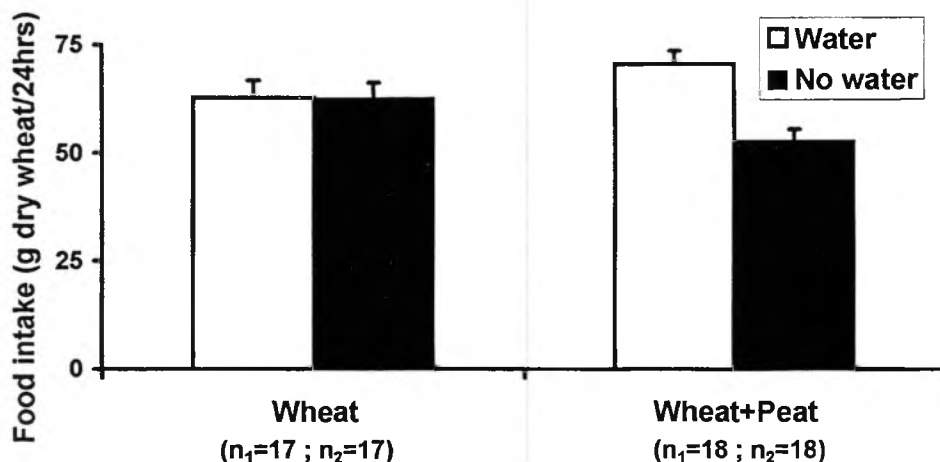 Food intake (g dry wheat/24hrs)
75
50
25
0
Water
No water
Wheat
(n₁=17 ; n₂=17)
Wheat+Peat
(n₁=18 ; n₂=18)